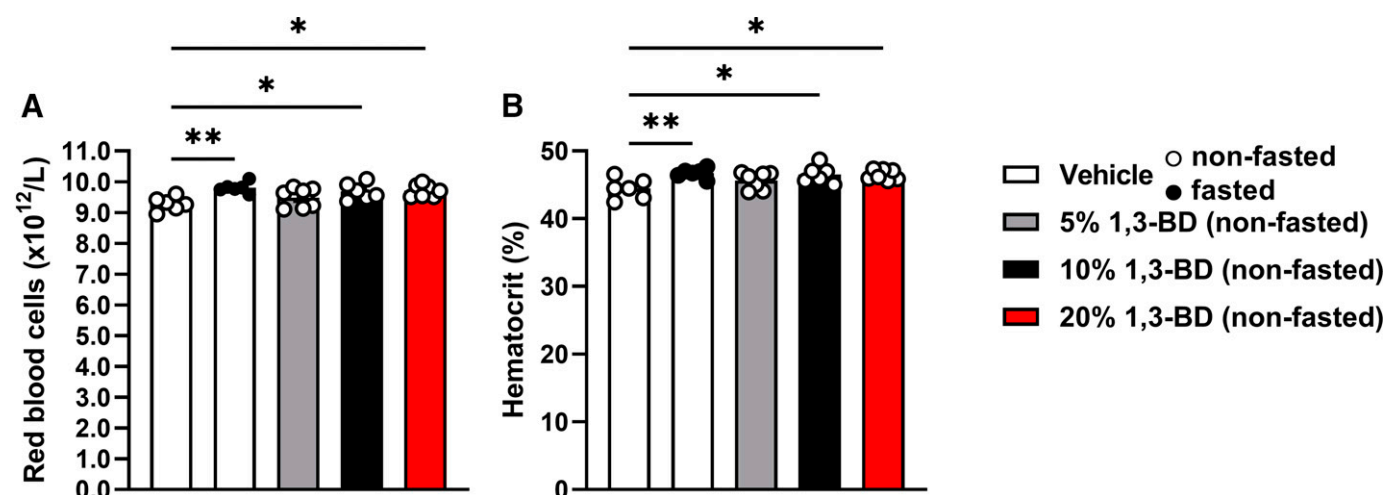 A
*
*
**
Red blood cells (x10¹²/L)
11.0
10.0
9.0
8.0
7.0
6.0
5.0
4.0
3.0
2.0
1.0
0.0
B
*
*
**
Hematocrit (%)
50
40
30
20
10
0
Vehicle
non-fasted
fasted
5% 1,3-BD (non-fasted)
10% 1,3-BD (non-fasted)
20% 1,3-BD (non-fasted)